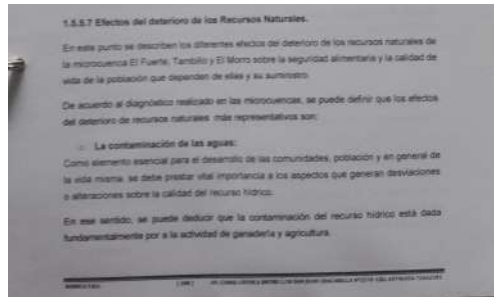 1.5.5.7 Efectos del deterioro de los Recursos Naturales.
En este punto se describen los diferentes efectos del deterioro de los recursos naturales de
la microcuenca El Fuerte, Tambillo y El Morro sobre la seguridad alimentaria y la calidad de
vida de la población que dependen de ellas y su suministro.
De acuerdo al diagnóstico realizado en las microcuencas, se puede definir que los efectos
del deterioro de recursos naturales más representativos son:
La contaminación de las aguas:
Como elemento esencial para el desarrollo de las comunidades, población y en general de
la vida misma, se debe prestar vital importancia a los aspectos que generan desviaciones
o alteraciones sobre la calidad del recurso hídrico.
En ese sentido, se puede deducir que la contaminación del recurso hídrico está dada
fundamentalmente por a la actividad de ganadería y agricultura.